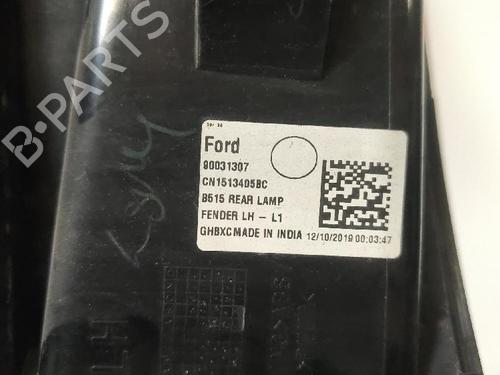 B-PARTS
Ford
90031307
CN1513405BC
B515 REAR LAMP
FENDER LH - L1
GHBXC MADE IN INDIA 12/10/2019 00:03:47
LH